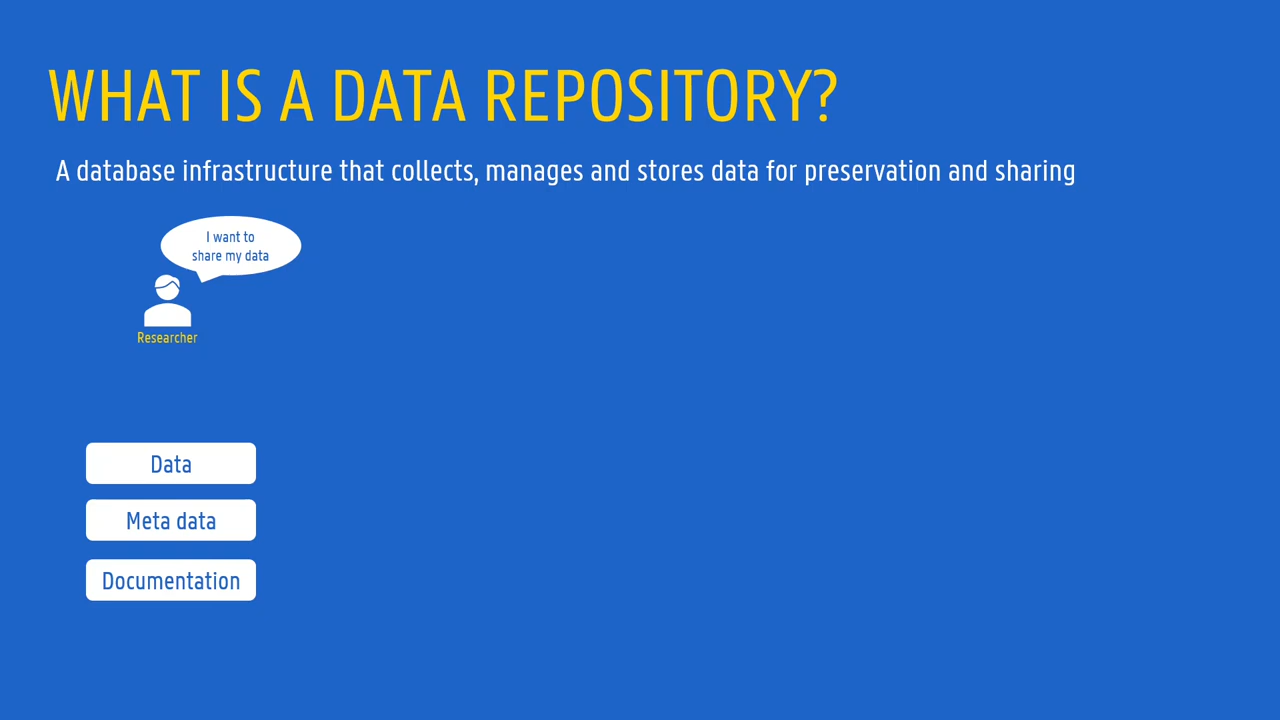 WHAT IS A DATA REPOSITORY?
A database infrastructure that collects, manages and stores data for preservation and sharing
I want to
share my data
Researcher
Data
Meta data
Documentation